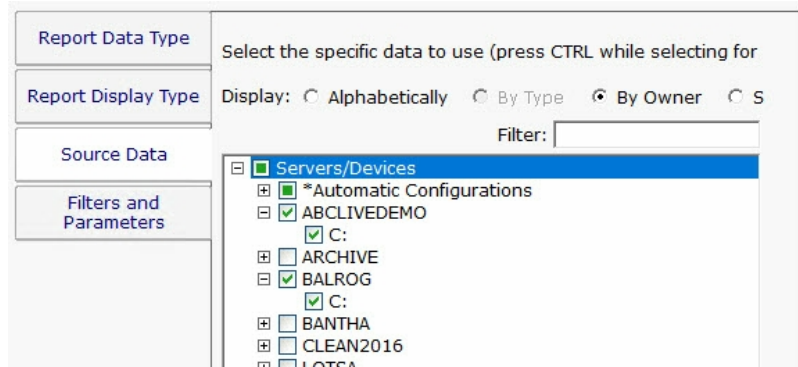 Report Data Type
Report Display Type
Source Data
Filters and
Parameters
Select the specific data to use (press CTRL while selecting for
Display: Alphabetically By Type By Owner S
Filter:
Servers/Devices
*Automatic Configurations
ABCLIVEDEMO
C:
ARCHIVE
BALROG
C:
BANTHA
CLEAN2016
LOTSA